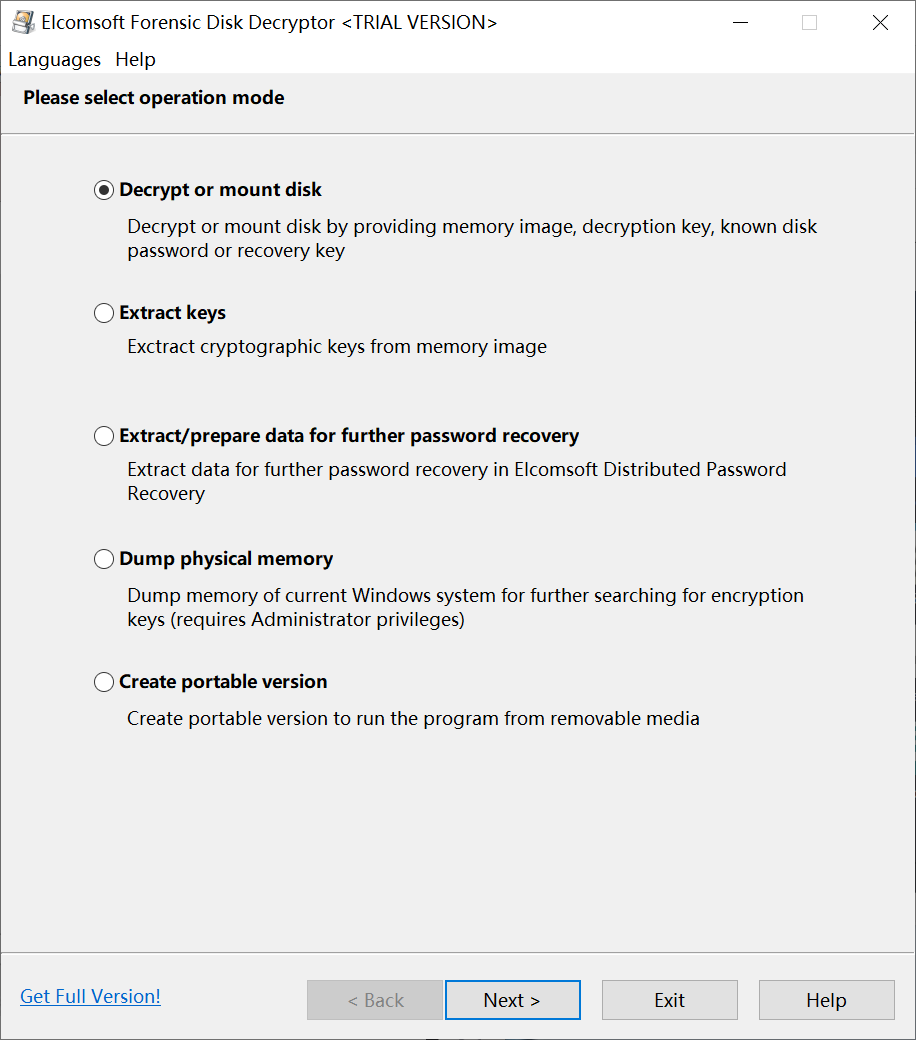 Elcomsoft Forensic Disk Decryptor <TRIAL VERSION>
Languages Help
Please select operation mode
Decrypt or mount disk
Decrypt or mount disk by providing memory image, decryption key, known disk
password or recovery key
Extract keys
Exctract cryptographic keys from memory image
Extract/prepare data for further password recovery
Extract data for further password recovery in Elcomsoft Distributed Password
Recovery
Dump physical memory
Dump memory of current Windows system for further searching for encryption
keys (requires Administrator privileges)
Create portable version
Create portable version to run the program from removable media
Get Full Version!
< Back
Next >
Exit
Help